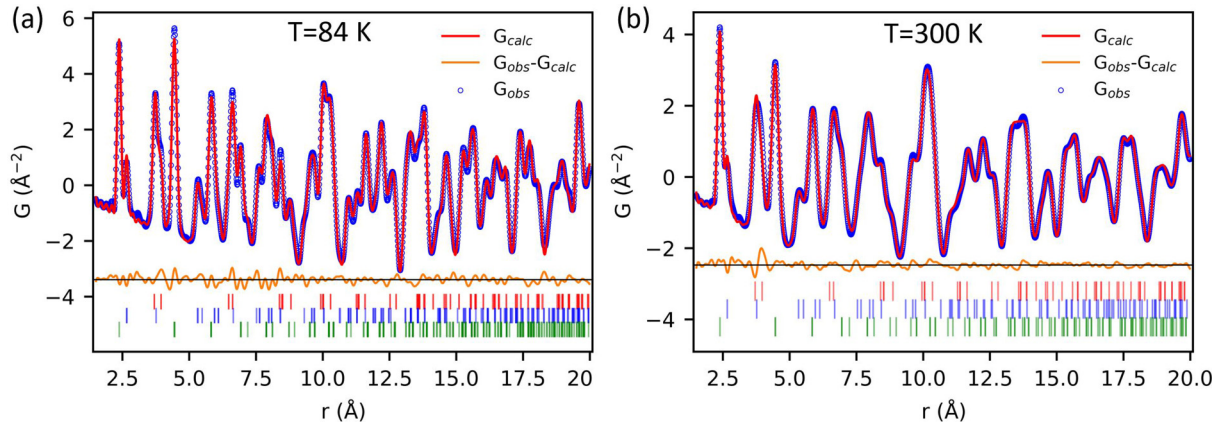 (a)
T=84 K
G_calc
G_obs-G_calc
G_obs
6
4
2
0
−2
−4
G (Å⁻²)
2.5 5.0 7.5 10.0 12.5 15.0 17.5 20.0
r (Å)
(b)
T=300 K
G_calc
G_obs-G_calc
G_obs
4
2
0
−2
−4
G (Å⁻²)
2.5 5.0 7.5 10.0 12.5 15.0 17.5 20.0
r (Å)